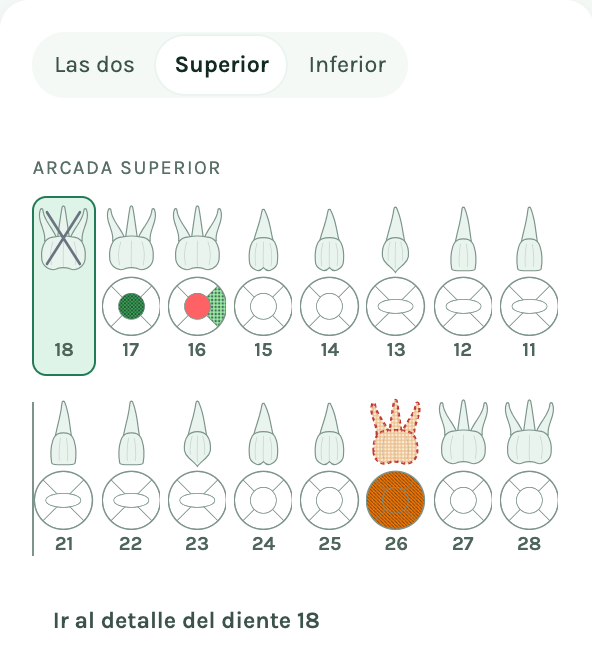 Las dos Superior Inferior
ARCADA SUPERIOR
18 17 16 15 14 13 12 11
21 22 23 24 25 26 27 28
Ir al detalle del diente 18